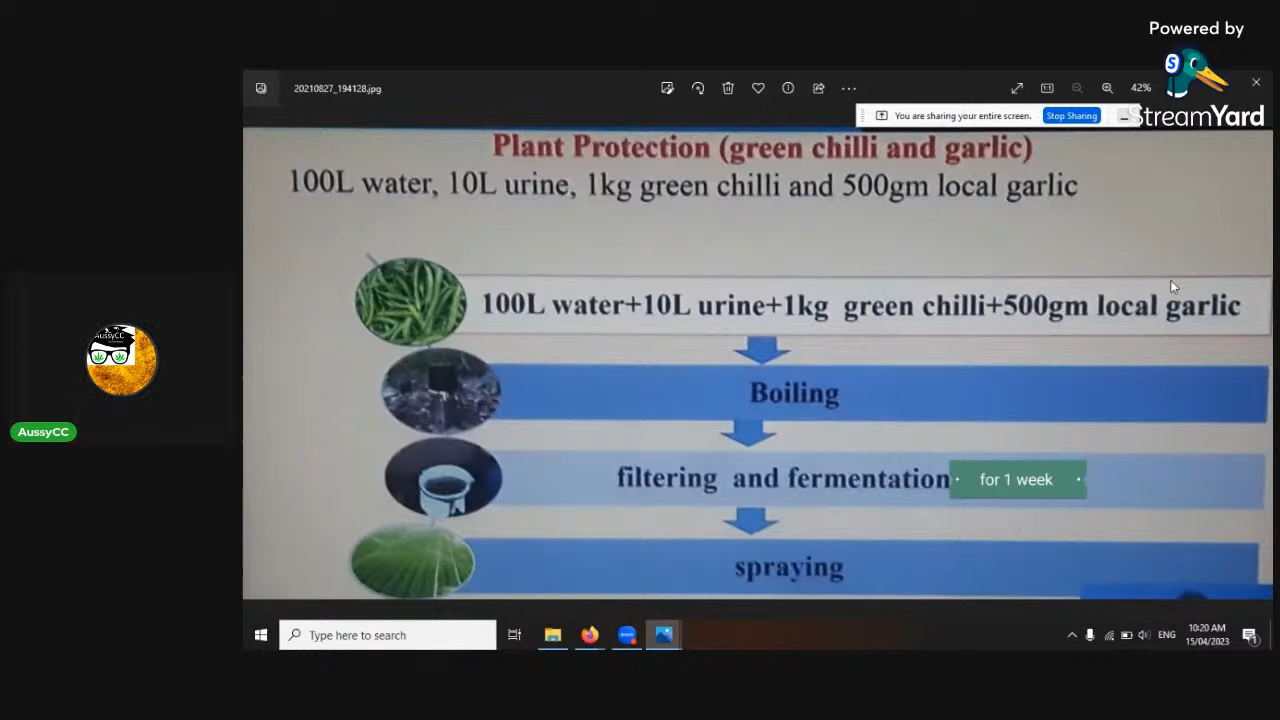 Powered by
StreamYard
20210827_194128.jpg
42%
You are sharing your entire screen.
Stop Sharing
Plant Protection (green chilli and garlic)
100L water, 10L urine, 1kg green chilli and 500gm local garlic
100L water+10L urine+1kg green chilli+500gm local garlic
Boiling
filtering and fermentation
for 1 week
spraying
AussyCC
AussyCC
Type here to search
zoom
ENG
10:20 AM
15/04/2023